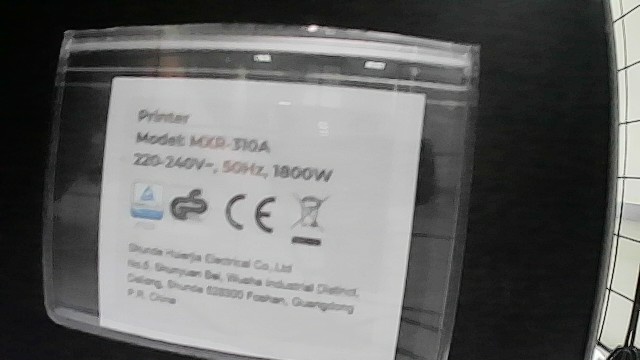 Printer
Model: MXR-310A
220-240V~, 50Hz, 1800W
CE
Shunde Huanjia Electrical Co., Ltd
No.5, Shunyuan Bei, Wusha Industrial District,
Daliang, Shunde 528300 Foshan, Guangdong
P.R. China